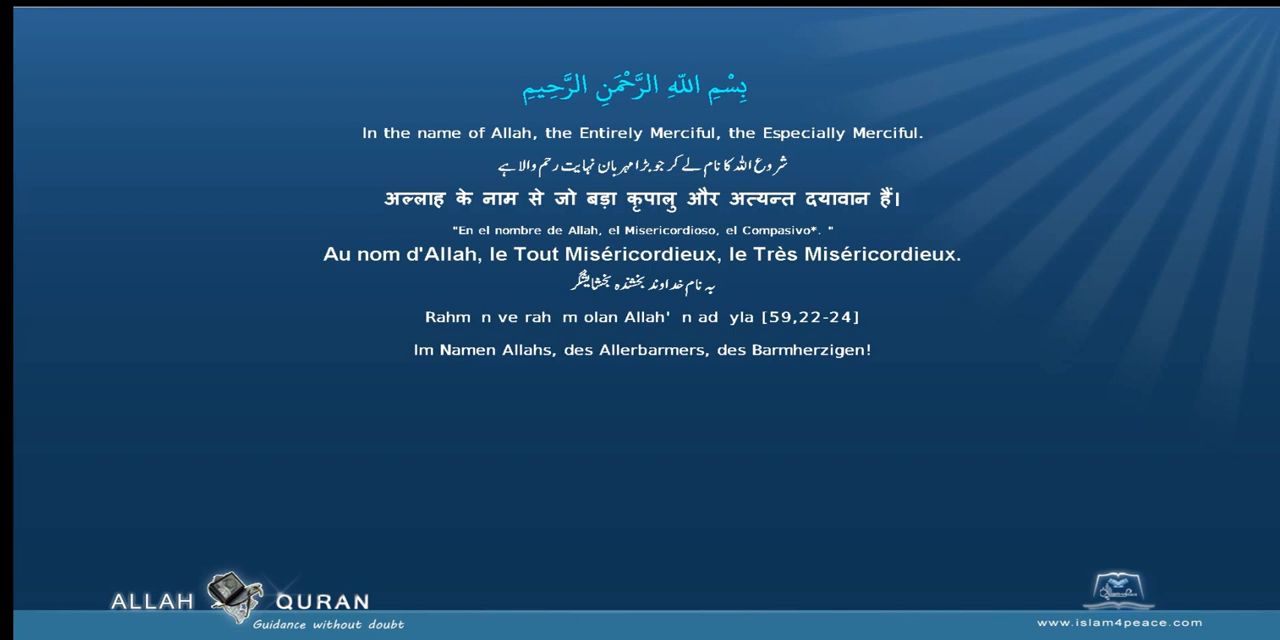 بِسْمِ اللَّهِ الرَّحْمَنِ الرَّحِيمِ
In the name of Allah, the Entirely Merciful, the Especially Merciful.
شروع اللہ کا نام لے کر جو بڑا مہربان نہایت رحم والا ہے
अल्लाह के नाम से जो बड़ा कृपालु और अत्यन्त दयावान हैं।
"En el nombre de Allah, el Misericordioso, el Compasivo*. "
Au nom d'Allah, le Tout Miséricordieux, le Très Miséricordieux.
به نام خداوند بخشنده بخشایشگر
Rahm n ve rah m olan Allah' n ad yla [59,22-24]
Im Namen Allahs, des Allerbarmers, des Barmherzigen!
ALLAH QURAN
Guidance without doubt
www.islam4peace.com